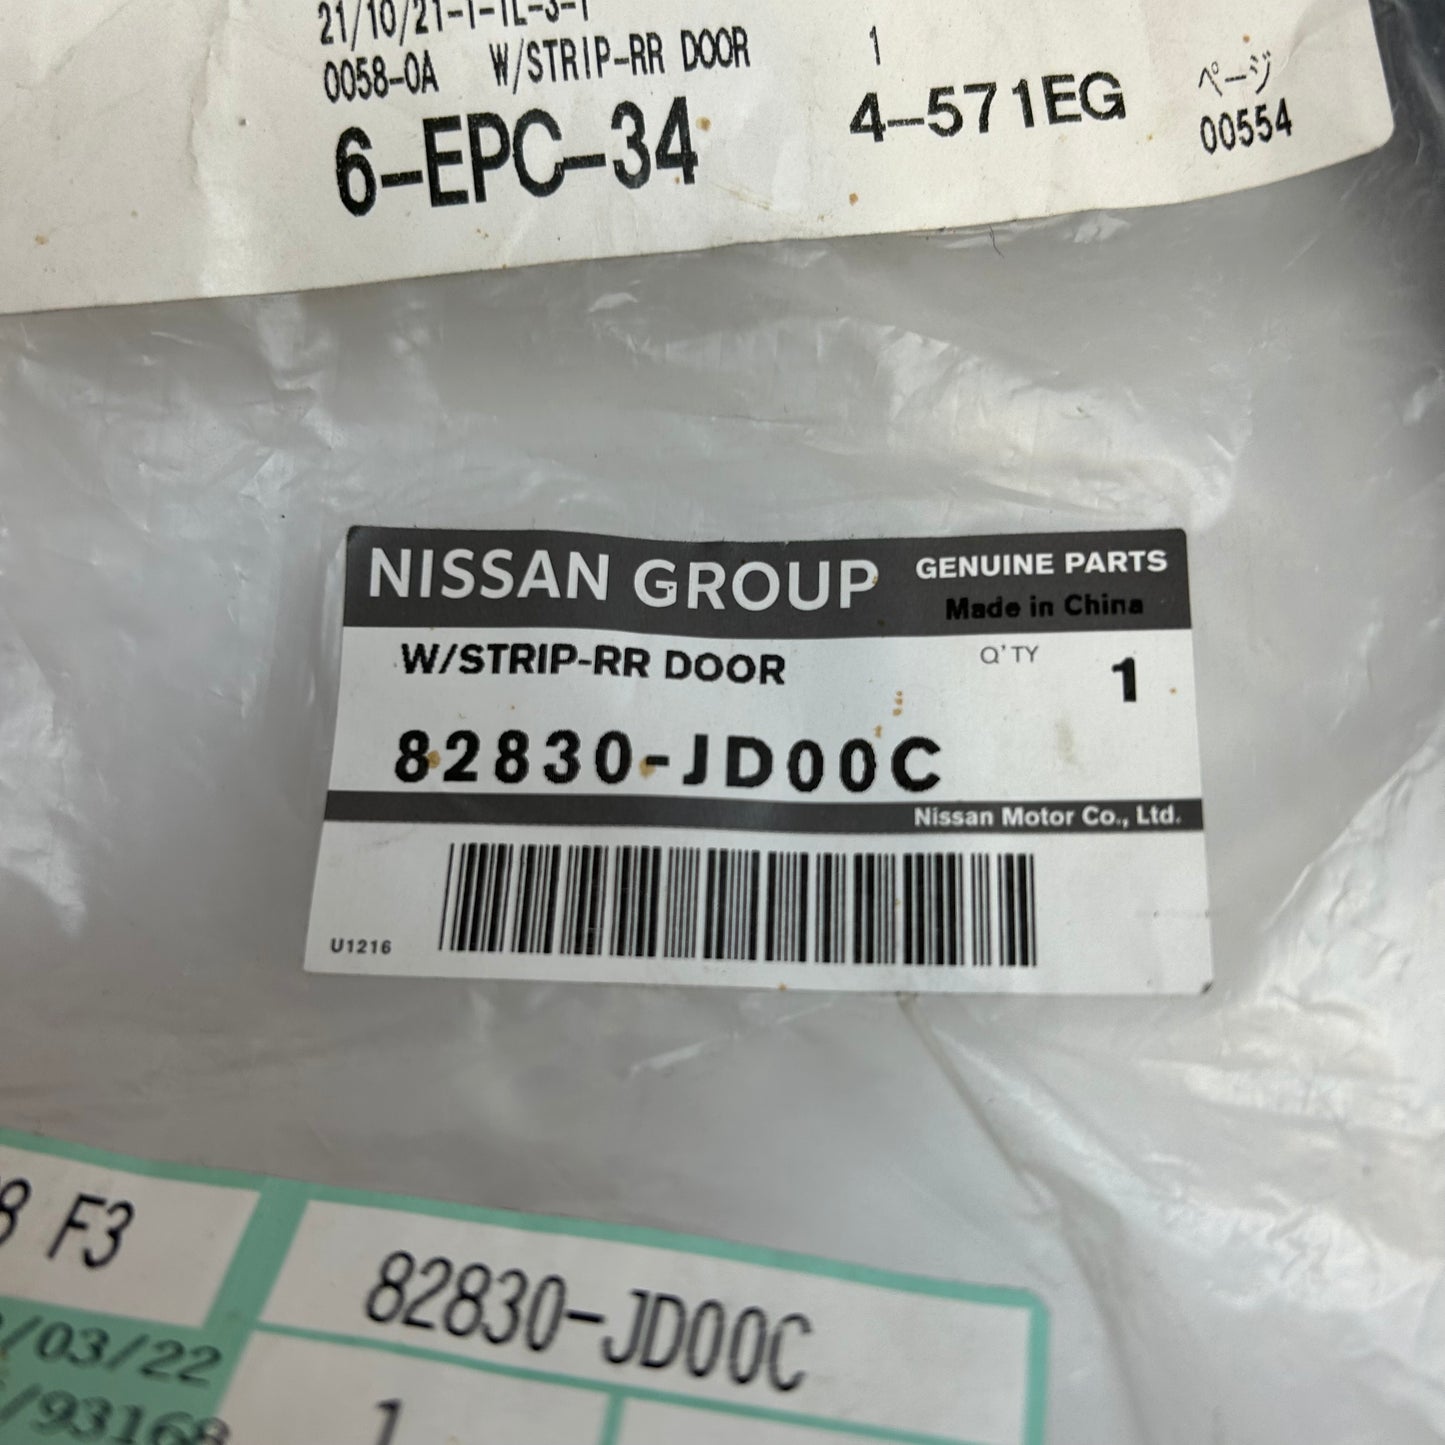 21/10/21-1-1L-3-1
0058-0A W/STRIP-RR DOOR 1
6-EPC-34 4-571EG
ページ
00554
NISSAN GROUP GENUINE PARTS
Made in China
W/STRIP-RR DOOR Q'TY 1
82830-JD00C
Nissan Motor Co., Ltd.
U1216
F3
82830-JD00C
/03/22
/93168
1